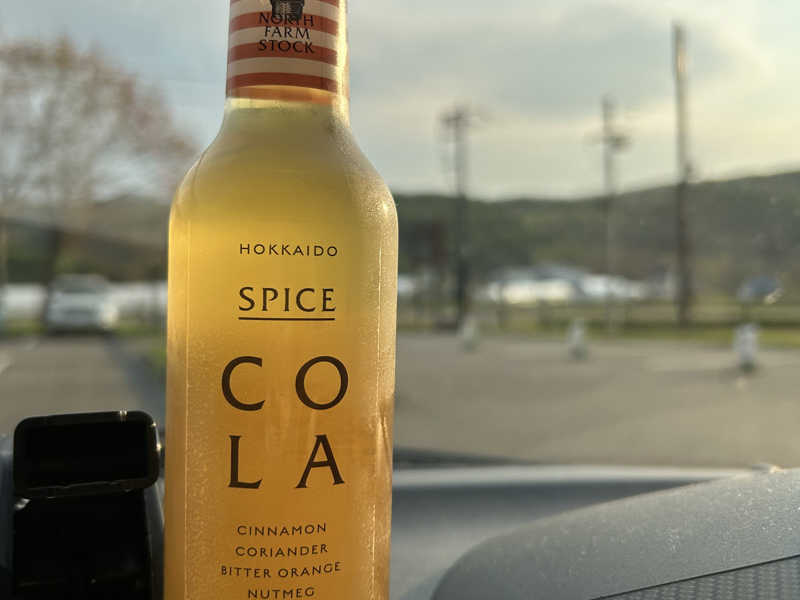 NORTH
FARM
STOCK
HOKKAIDO
SPICE
CO
LA
CINNAMON
CORIANDER
BITTER ORANGE
NUTMEG